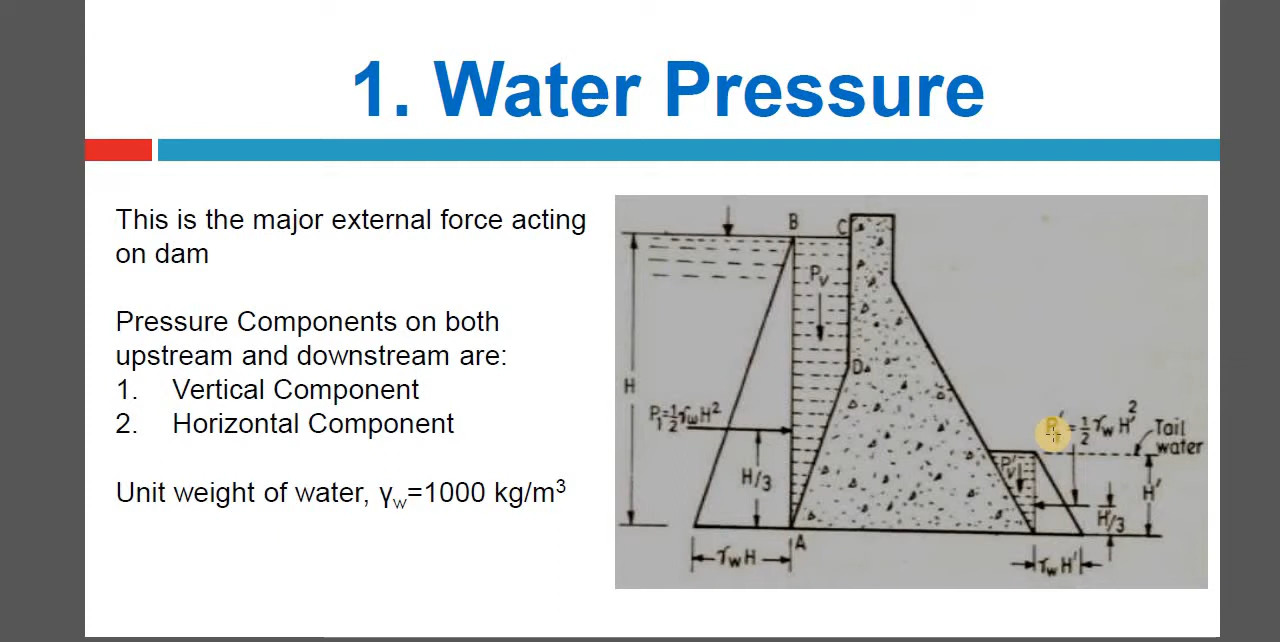 1. Water Pressure
This is the major external force acting
on dam
Pressure Components on both
upstream and downstream are:
1. Vertical Component
2. Horizontal Component
Unit weight of water, γw=1000 kg/m³
B
C
Pv
D
H
P1=½γwH²
H/3
A
γwH
P'1=½γwH'²
Tail
water
P'v
H'
H'/3
γwH'